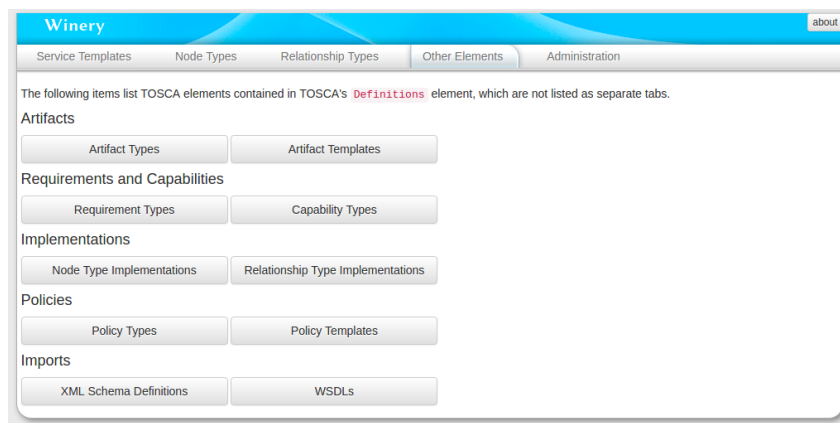 Winery
about
Service Templates Node Types Relationship Types Other Elements Administration
The following items list TOSCA elements contained in TOSCA's Definitions element, which are not listed as separate tabs.
Artifacts
Artifact Types Artifact Templates
Requirements and Capabilities
Requirement Types Capability Types
Implementations
Node Type Implementations Relationship Type Implementations
Policies
Policy Types Policy Templates
Imports
XML Schema Definitions WSDLs